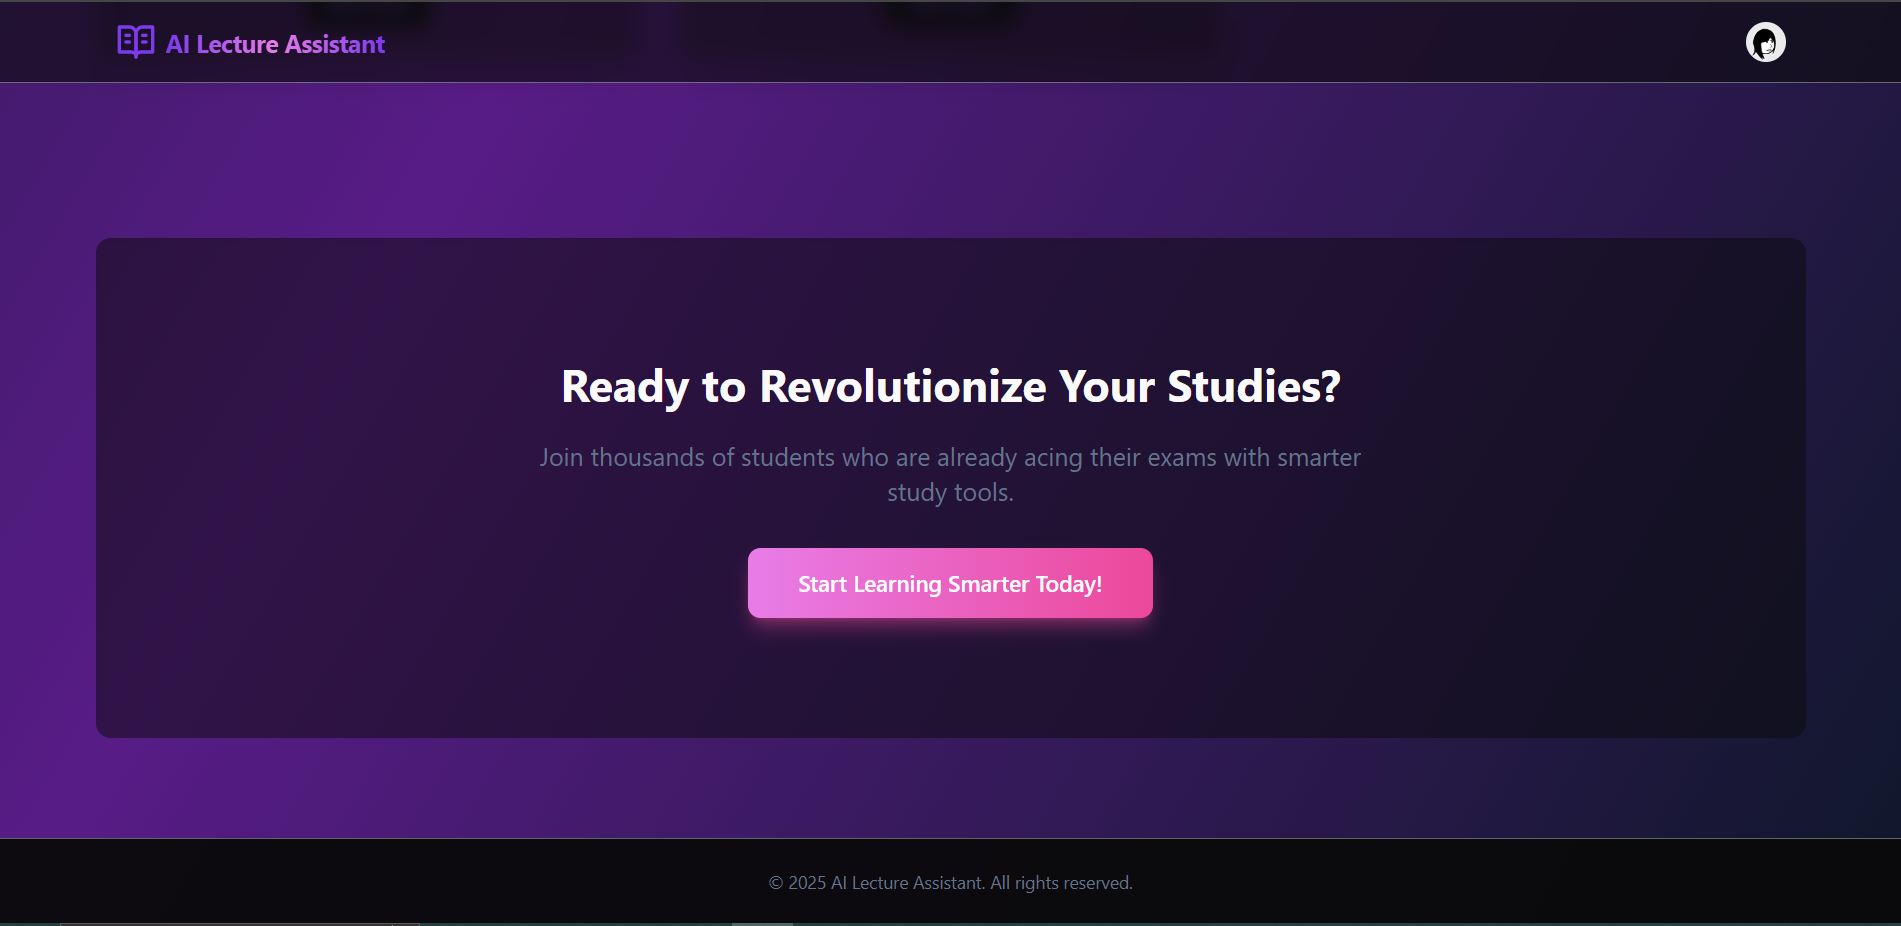 AI Lecture Assistant
Ready to Revolutionize Your Studies?
Join thousands of students who are already acing their exams with smarter
study tools.
Start Learning Smarter Today!
© 2025 AI Lecture Assistant. All rights reserved.